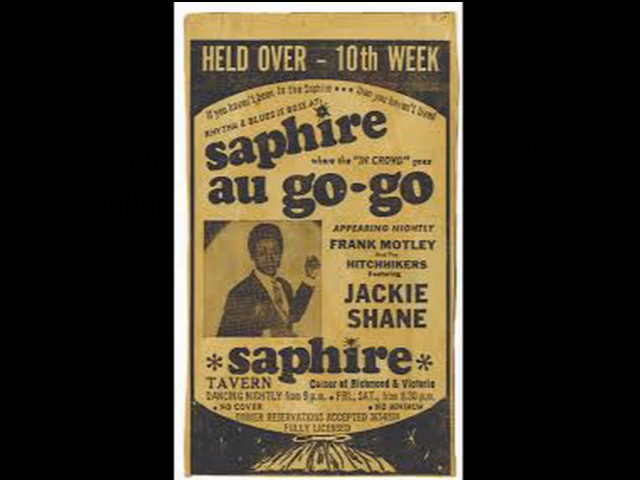 HELD OVER - 10th WEEK
If you haven't been to the Saphire ••• then you haven't lived
RHYTHM & BLUES IS BOSS AT!
saphire
where the "IN CROWD" goes
au go-go
APPEARING NIGHTLY
FRANK MOTLEY
And The
HITCHHIKERS
Featuring
JACKIE
SHANE
*saphire*
TAVERN Corner of Richmond & Victoria
DANCING NIGHTLY from 9 p.m. • FRI., SAT., from 8.30 p.m.
• NO COVER • NO MINIMUM
DINNER RESERVATIONS ACCEPTED
FULLY LICENSED